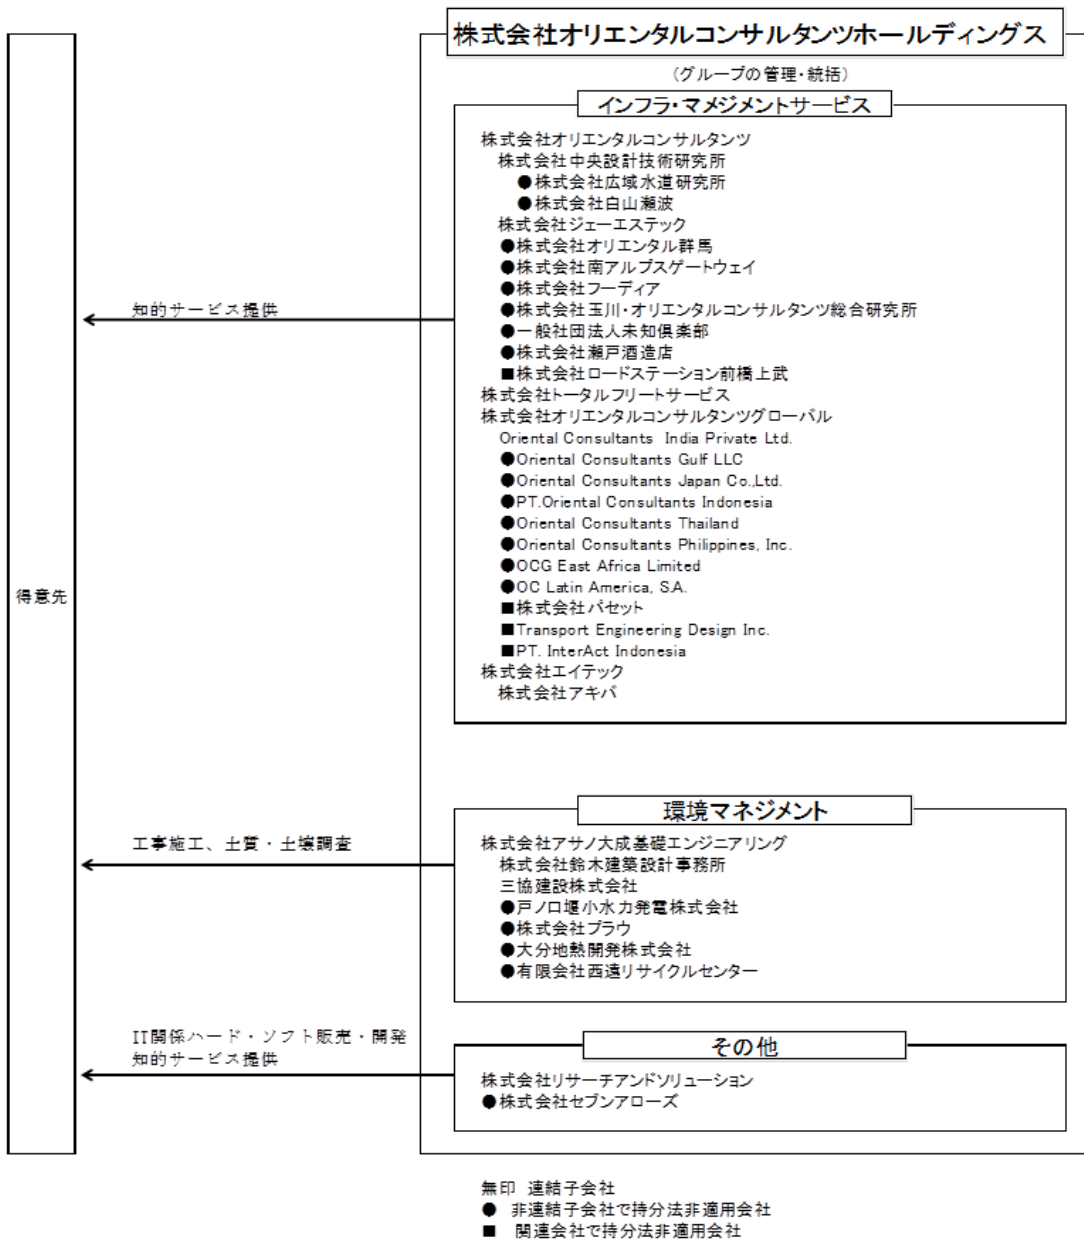 株式会社オリエンタルコンサルタンツホールディングス
(グループの管理・統括)
インフラ・マメジメントサービス
株式会社オリエンタルコンサルタンツ
株式会社中央設計技術研究所
●株式会社広域水道研究所
●株式会社白山瀬波
株式会社ジェーエステック
●株式会社オリエンタル群馬
●株式会社南アルプスゲートウェイ
●株式会社フーディア
●株式会社玉川・オリエンタルコンサルタンツ総合研究所
●一般社団法人未知倶楽部
●株式会社瀬戸酒造店
■株式会社ロードステーション前橋上武
株式会社トータルフリートサービス
株式会社オリエンタルコンサルタンツグローバル
Oriental Consultants India Private Ltd.
●Oriental Consultants Gulf LLC
●Oriental Consultants Japan Co.,Ltd.
●PT.Oriental Consultants Indonesia
●Oriental Consultants Thailand
●Oriental Consultants Philippines, Inc.
●OCG East Africa Limited
●OC Latin America, S.A.
■株式会社パセット
■Transport Engineering Design Inc.
■PT. InterAct Indonesia
株式会社エイテック
株式会社アキバ
知的サービス提供
得意先
環境マネジメント
株式会社アサノ大成基礎エンジニアリング
株式会社鈴木建築設計事務所
三協建設株式会社
●戸ノ口堰小水力発電株式会社
●株式会社プラウ
●大分地熱開発株式会社
●有限会社西遠リサイクルセンター
工事施工、土質・土壌調査
IT関係ハード・ソフト販売・開発
知的サービス提供
その他
株式会社リサーチアンドソリューション
●株式会社セブンアローズ
無印 連結子会社
● 非連結子会社で持分法非適用会社
■ 関連会社で持分法非適用会社